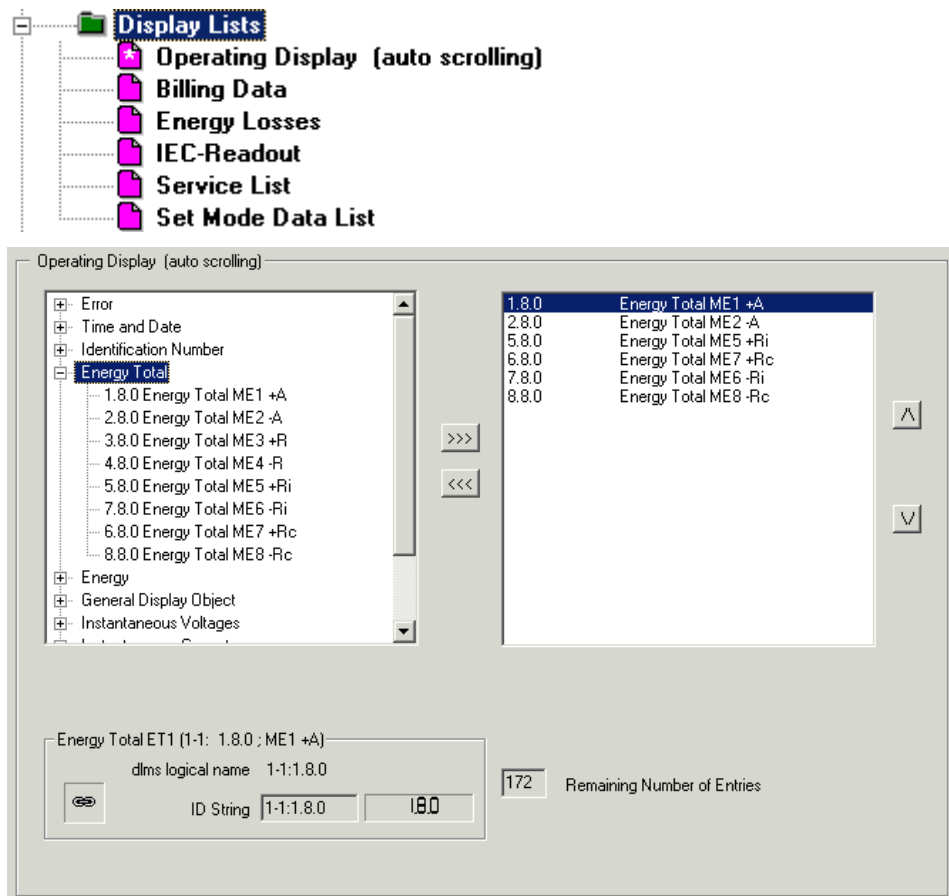 Display Lists
Operating Display (auto scrolling)
Billing Data
Energy Losses
IEC-Readout
Service List
Set Mode Data List
Operating Display (auto scrolling)
Error
Time and Date
Identification Number
Energy Total
1.8.0 Energy Total ME1 +A
2.8.0 Energy Total ME2 -A
3.8.0 Energy Total ME3 +R
4.8.0 Energy Total ME4 -R
5.8.0 Energy Total ME5 +Ri
7.8.0 Energy Total ME6 -Ri
6.8.0 Energy Total ME7 +Rc
8.8.0 Energy Total ME8 -Rc
Energy
General Display Object
Instantaneous Voltages
>>>
<<<
1.8.0 Energy Total ME1 +A
2.8.0 Energy Total ME2 -A
5.8.0 Energy Total ME5 +Ri
6.8.0 Energy Total ME7 +Rc
7.8.0 Energy Total ME6 -Ri
8.8.0 Energy Total ME8 -Rc
/\
\/
Energy Total ET1 (1-1: 1.8.0 ; ME1 +A)
dlms logical name 1-1:1.8.0
ID String 1-1:1.8.0 1.8.0
172 Remaining Number of Entries